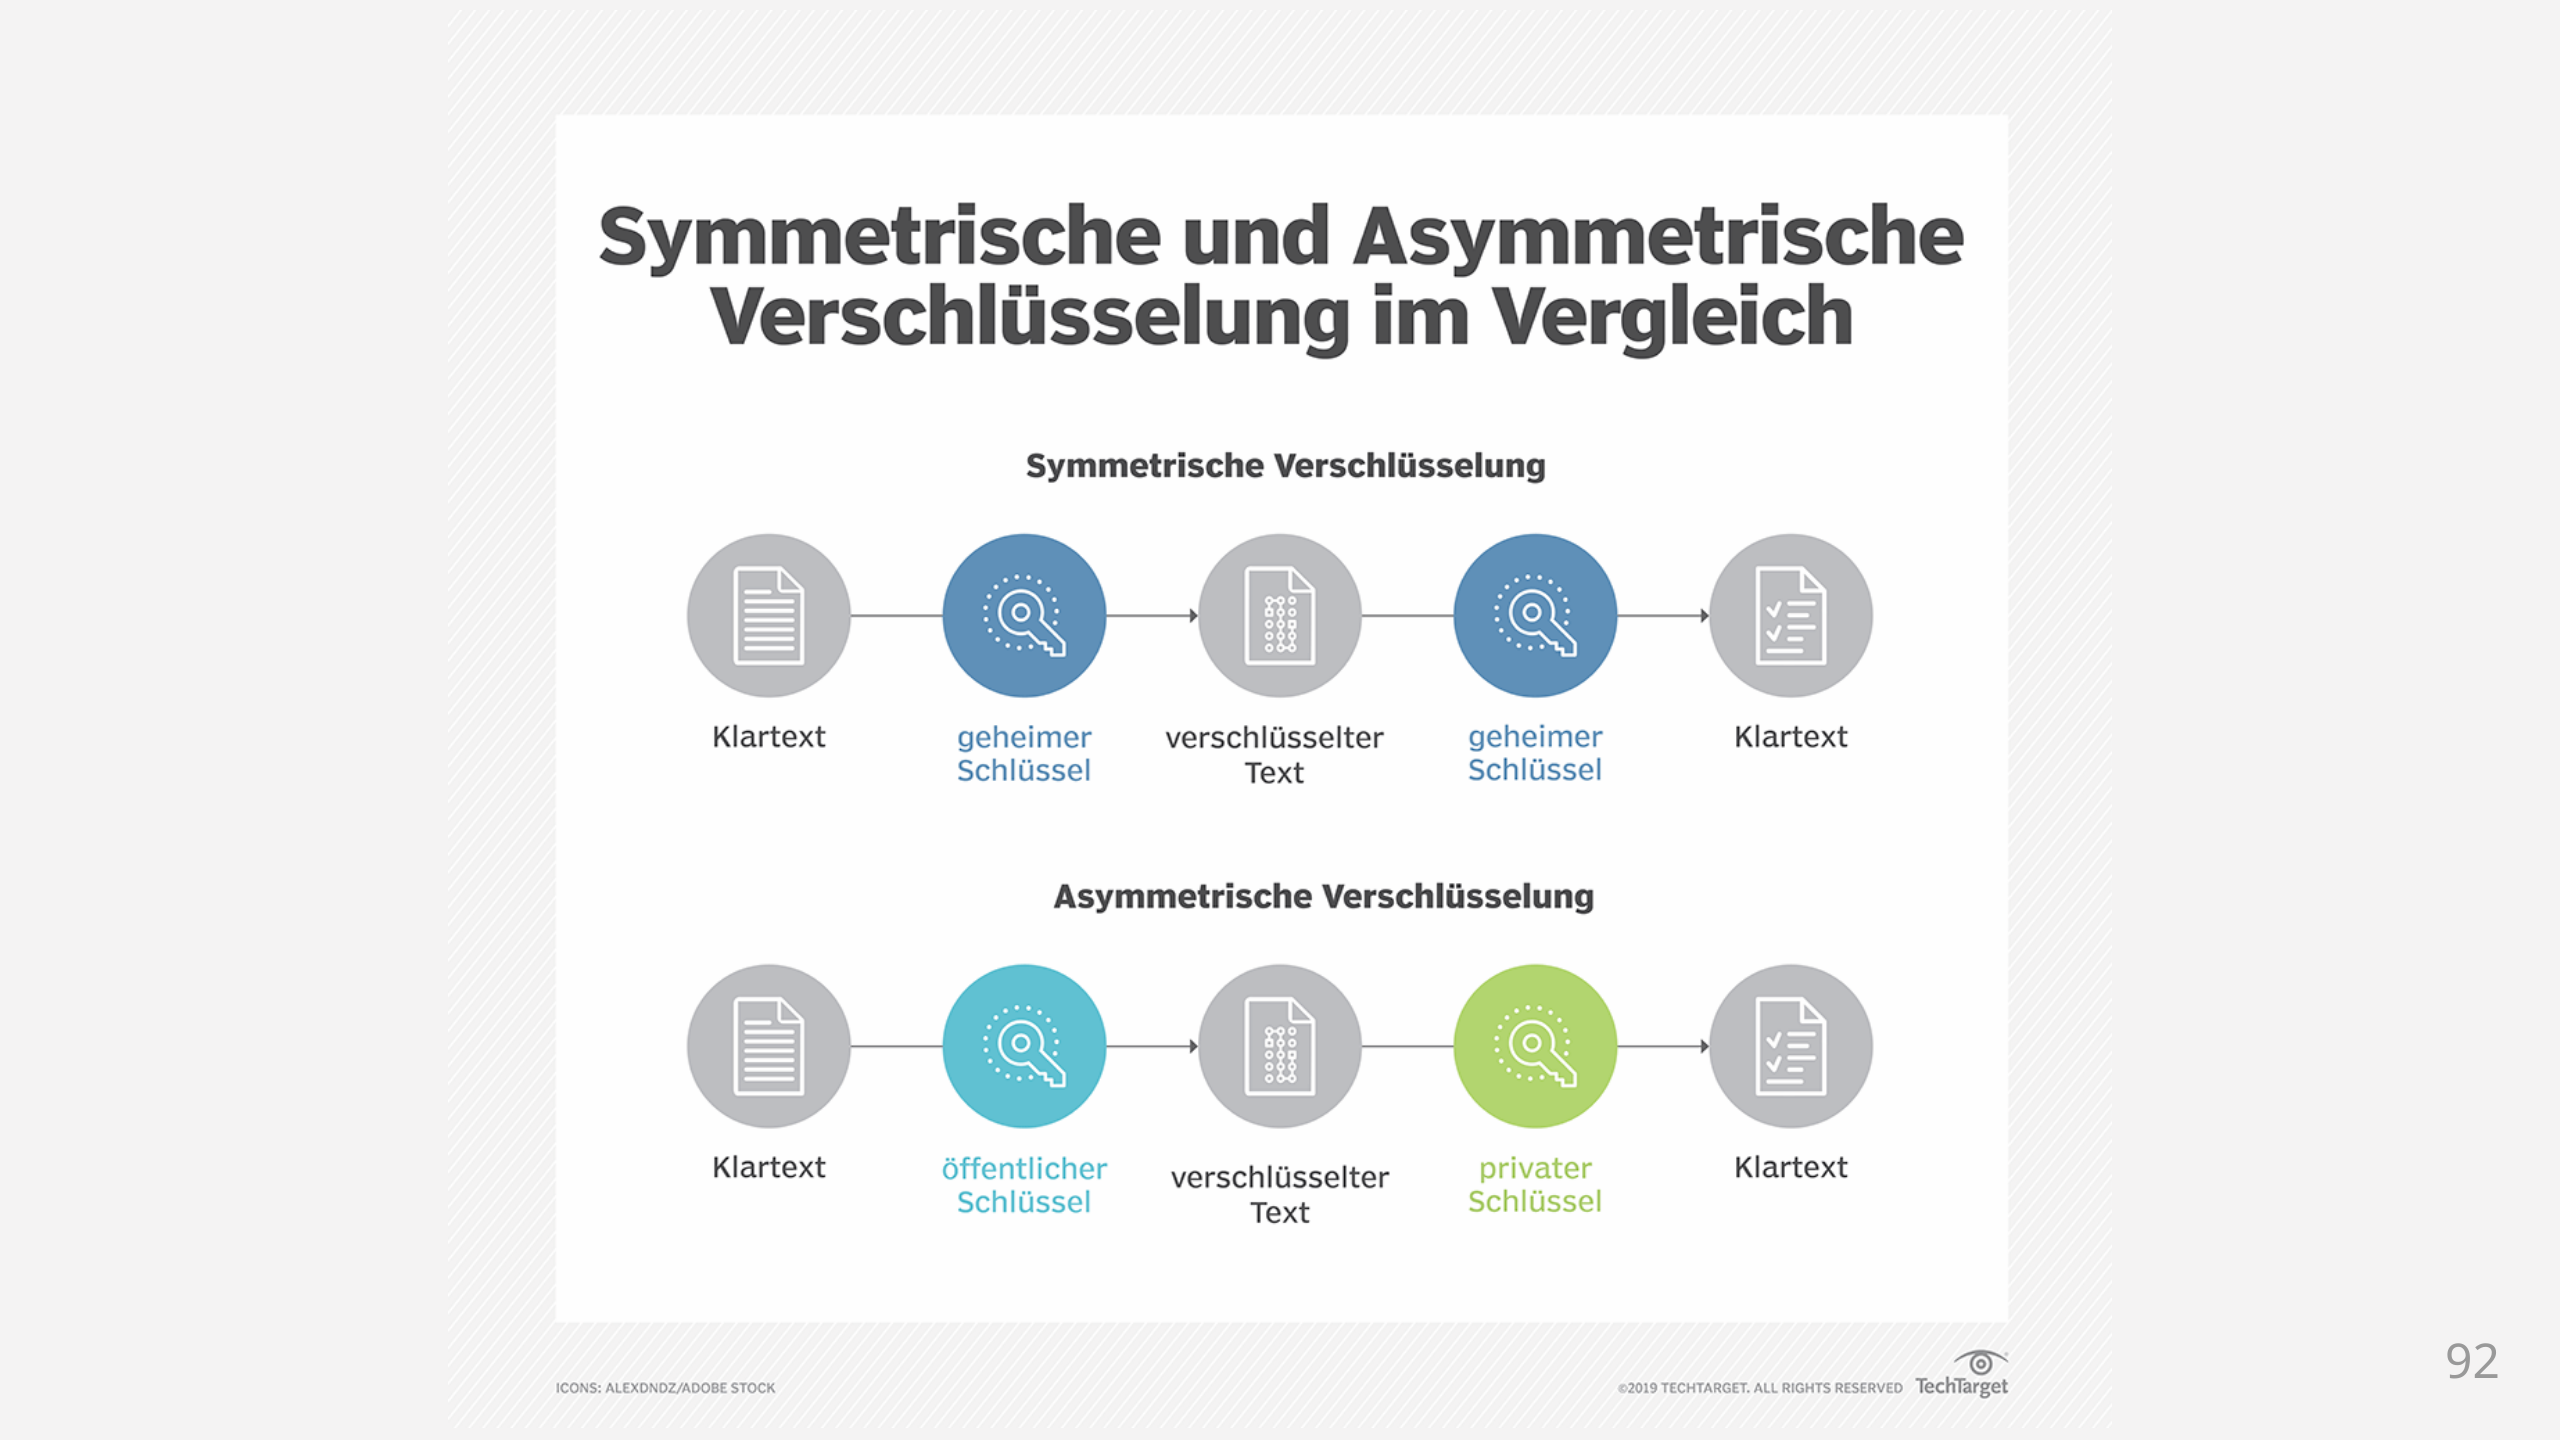 Symmetrische und Asymmetrische
Verschlüsselung im Vergleich
Symmetrische Verschlüsselung
Klartext
geheimer
Schlüssel
verschlüsselter
Text
geheimer
Schlüssel
Klartext
Asymmetrische Verschlüsselung
Klartext
öffentlicher
Schlüssel
verschlüsselter
Text
privater
Schlüssel
Klartext
ICONS: ALEXDNDZ/ADOBE STOCK
©2019 TECHTARGET. ALL RIGHTS RESERVED TechTarget
92